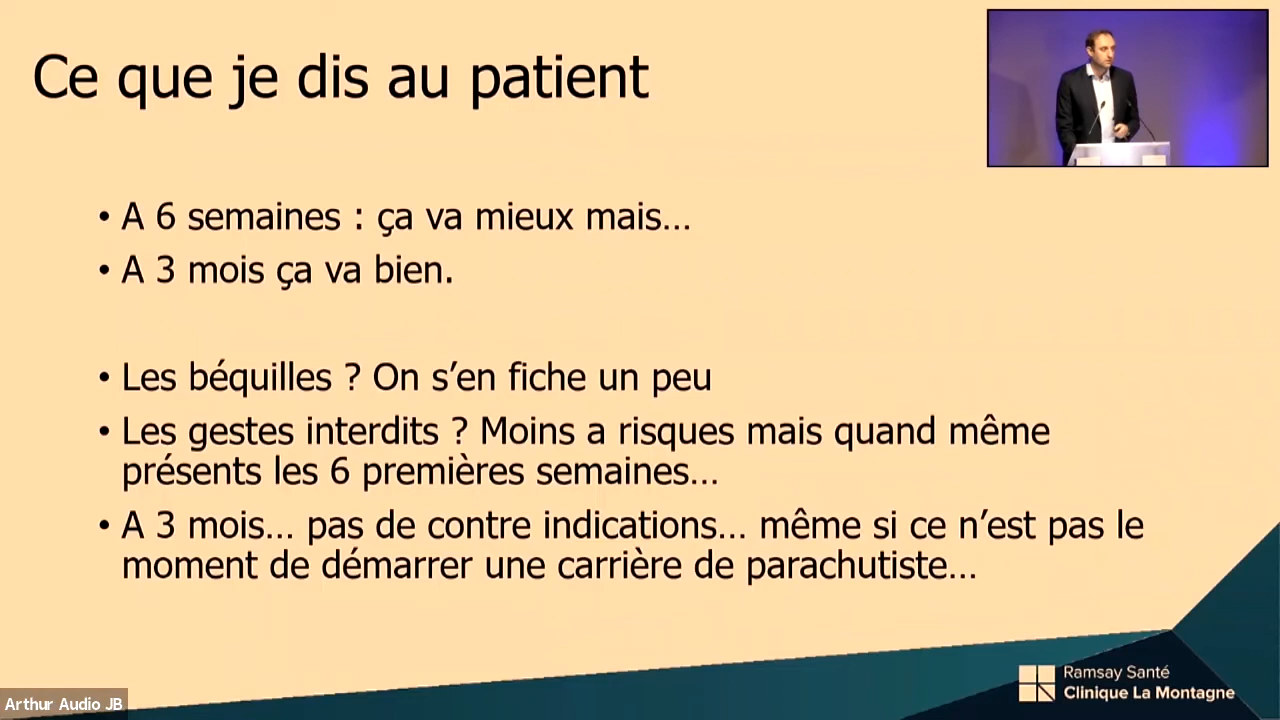 Ce que je dis au patient
• A 6 semaines : ça va mieux mais...
• A 3 mois ça va bien.
• Les béquilles ? On s’en fiche un peu
• Les gestes interdits ? Moins a risques mais quand même
présents les 6 premières semaines...
• A 3 mois... pas de contre indications... même si ce n’est pas le
moment de démarrer une carrière de parachutiste...
Ramsay Santé
Clinique La Montagne
Arthur Audio JB